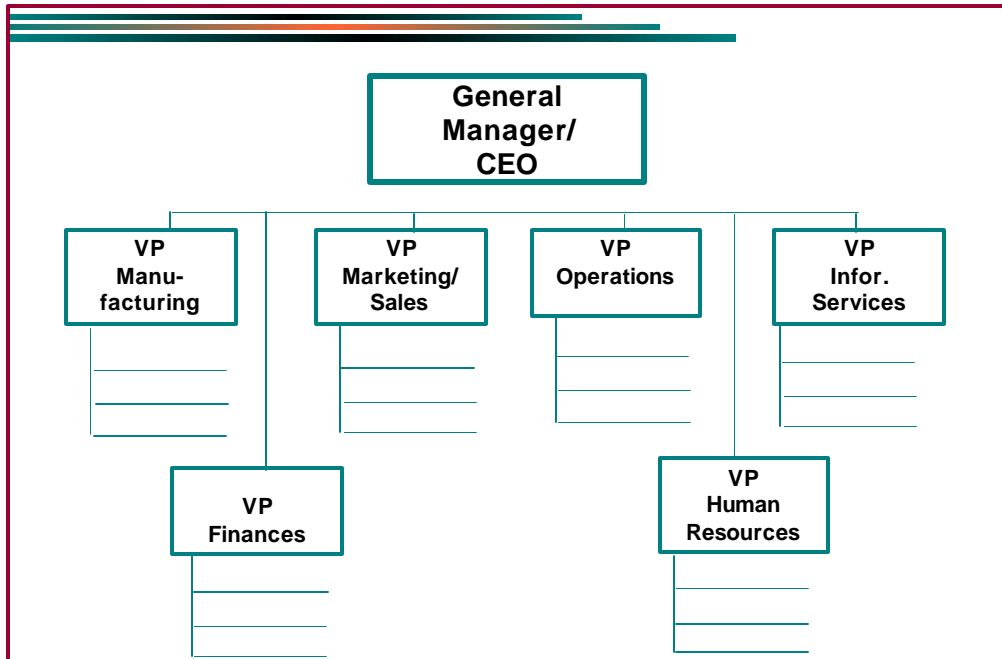 General
Manager/
CEO
VP
Manu-
facturing
VP
Marketing/
Sales
VP
Operations
VP
Infor.
Services
VP
Finances
VP
Human
Resources